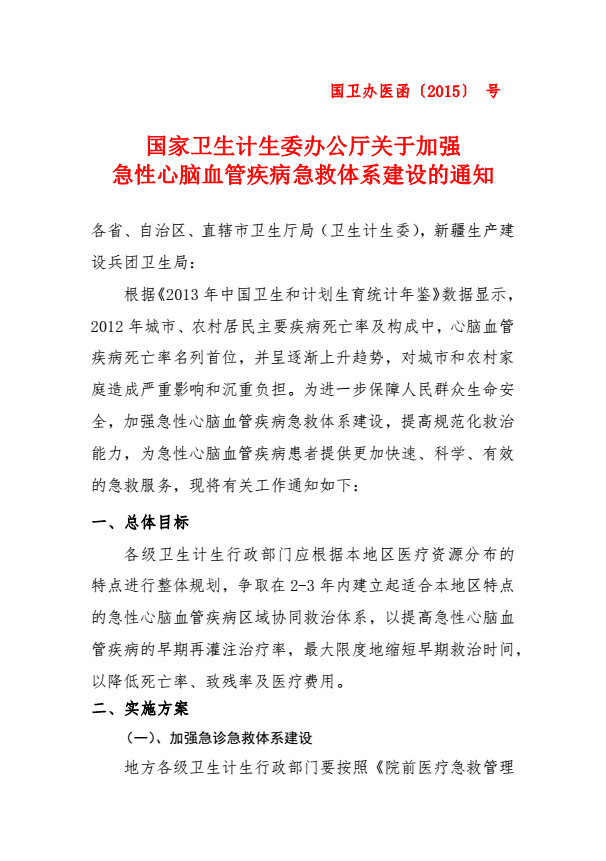 国卫办医函〔2015〕 号
国家卫生计生委办公厅关于加强
急性心脑血管疾病急救体系建设的通知
各省、自治区、直辖市卫生厅局（卫生计生委），新疆生产建
设兵团卫生局：
根据《2013 年中国卫生和计划生育统计年鉴》数据显示，
2012 年城市、农村居民主要疾病死亡率及构成中，心脑血管
疾病死亡率名列首位，并呈逐渐上升趋势，对城市和农村家
庭造成严重影响和沉重负担。为进一步保障人民群众生命安
全，加强急性心脑血管疾病急救体系建设，提高规范化救治
能力，为急性心脑血管疾病患者提供更加快速、科学、有效
的急救服务，现将有关工作通知如下：
一、总体目标
各级卫生计生行政部门应根据本地区医疗资源分布的
特点进行整体规划，争取在 2-3 年内建立起适合本地区特点
的急性心脑血管疾病区域协同救治体系，以提高急性心脑血
管疾病的早期再灌注治疗率，最大限度地缩短早期救治时间，
以降低死亡率、致残率及医疗费用。
二、实施方案
（一）、加强急诊急救体系建设
地方各级卫生计生行政部门要按照《院前医疗急救管理